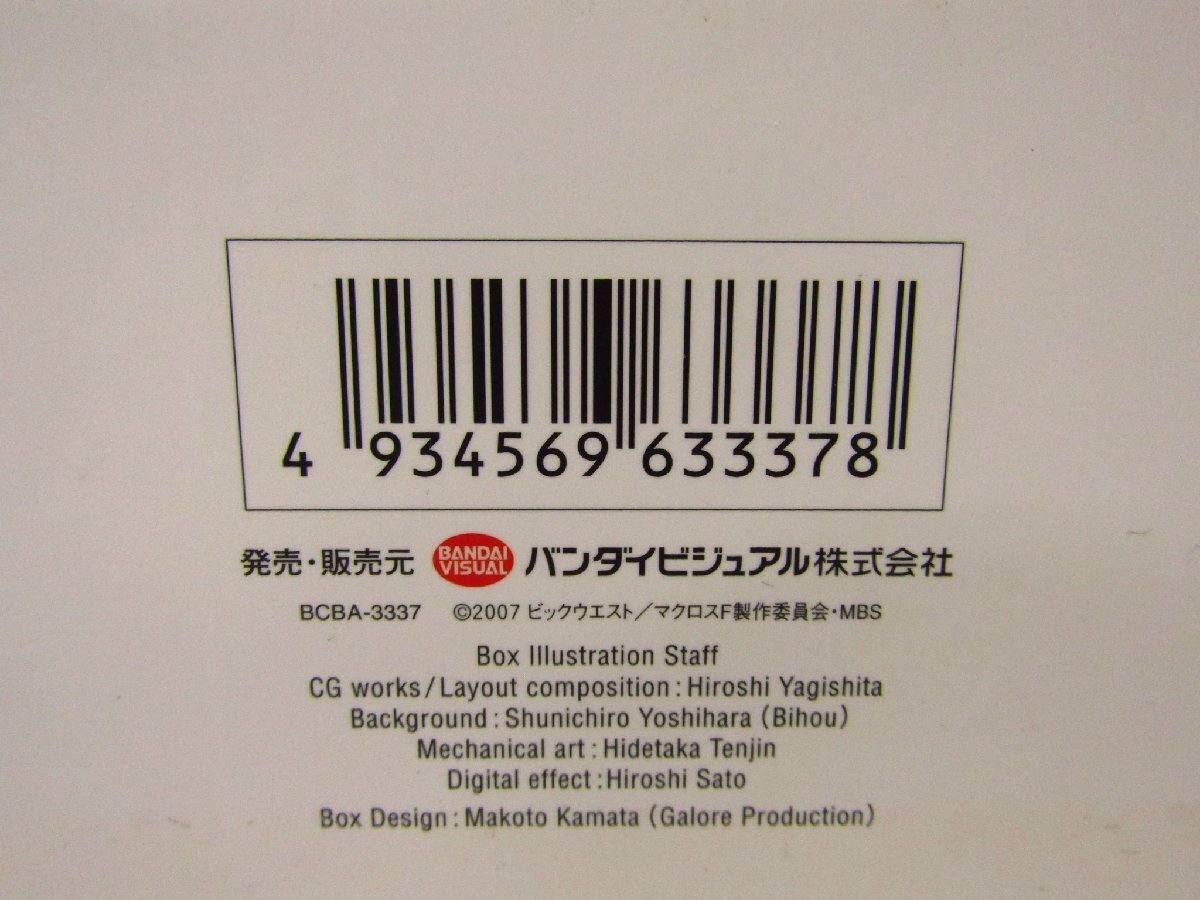 4 934569 633378
発売・販売元 BANDAI VISUAL バンダイビジュアル株式会社
BCBA-3337 ©2007 ビックウエスト/マクロスF製作委員会・MBS
Box Illustration Staff
CG works/Layout composition:Hiroshi Yagishita
Background:Shunichiro Yoshihara (Bihou)
Mechanical art:Hidetaka Tenjin
Digital effect:Hiroshi Sato
Box Design:Makoto Kamata (Galore Production)